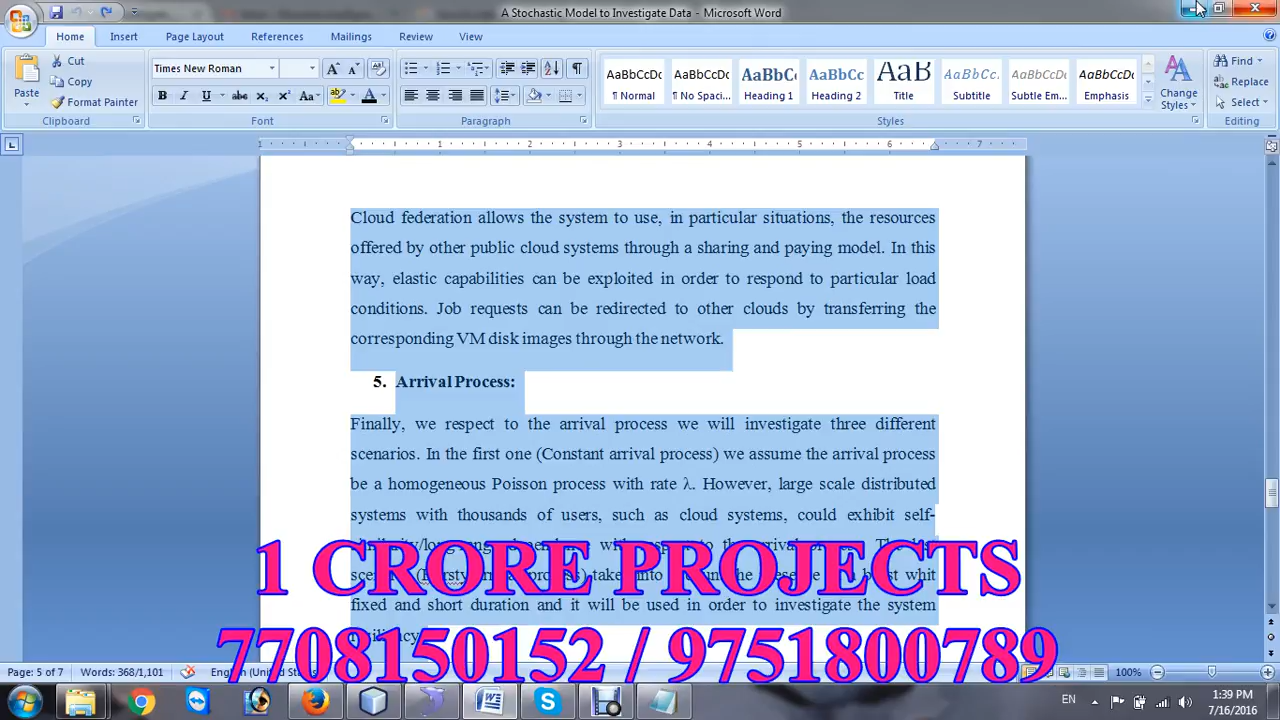 A Stochastic Model to Investigate Data - Microsoft Word
Home Insert Page Layout References Mailings Review View
Paste
Cut
Copy
Format Painter
Clipboard
Times New Roman
Font
Paragraph
AaBbCcDc AaBbCcDc AaBbCc AaBbCc AaB AaBbCc. AaBbCcDc AaBbCcDc
¶ Normal ¶ No Spaci... Heading 1 Heading 2 Title Subtitle Subtle Em... Emphasis
Change Styles
Styles
Find
Replace
Select
Editing
1 1 2 3 4 5 6 7
Cloud federation allows the system to use, in particular situations, the resources
offered by other public cloud systems through a sharing and paying model. In this
way, elastic capabilities can be exploited in order to respond to particular load
conditions. Job requests can be redirected to other clouds by transferring the
corresponding VM disk images through the network.
5. Arrival Process:
Finally, we respect to the arrival process we will investigate three different
scenarios. In the first one (Constant arrival process) we assume the arrival process
be a homogeneous Poisson process with rate λ. However, large scale distributed
systems with thousands of users, such as cloud systems, could exhibit self-
fixed and short duration and it will be used in order to investigate the system
1 CRORE PROJECTS
7708150152 / 9751800789
Page: 5 of 7 Words: 368/1,101 English (United 100%
EN
1:39 PM
7/16/2016